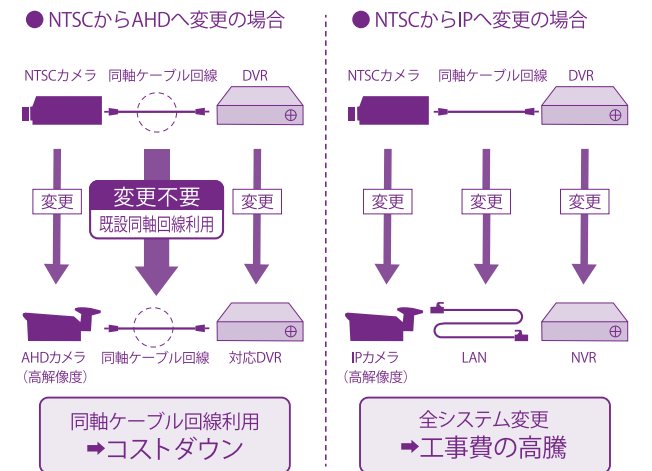 ● NTSCからAHDへ変更の場合
NTSCカメラ 同軸ケーブル回線 DVR
変更
変更不要
既設同軸回線利用
変更
AHDカメラ
(高解像度)
同軸ケーブル回線 対応DVR
同軸ケーブル回線利用
➡コストダウン
● NTSCからIPへ変更の場合
NTSCカメラ 同軸ケーブル回線 DVR
変更 変更 変更
IPカメラ
(高解像度)
LAN NVR
全システム変更
➡工事費の高騰